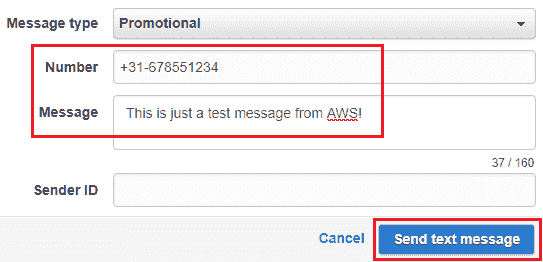 Message type Promotional
Number +31-678551234
Message This is just a test message from AWS!
37 / 160
Sender ID
Cancel Send text message